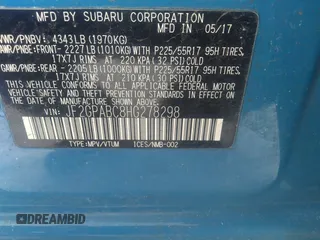 MFD BY SUBARU CORPORATION 05/17
GVWR/PNBV: 4343LB(1970KG)
GAWR/PNBE:FRONT- 2227LB(1010KG)WITH P225/55R17 95H TIRES,
17X7J RIMS AT 220 KPA(32 PSI)COLD
GAWR/PNBE:REAR - 2205LB(1000KG)WITH P225/55R17 95H TIRES,
17X7J RIMS AT 210 KPA(30 PSI)COLD
THIS VEHICLE CONFORMS TO ALL APPLICABLE
FEDERAL MOTOR VEHICLE SAFETY, BUMPER AND
THEFT PREVENTION STANDARDS IN EFFECT ON THE
DATE OF MANUFACTURE SHOWN ABOVE
JF2GPABC8HG278298
TYPE:MPV/VTUM ICES/NMB-002
DREAMBID